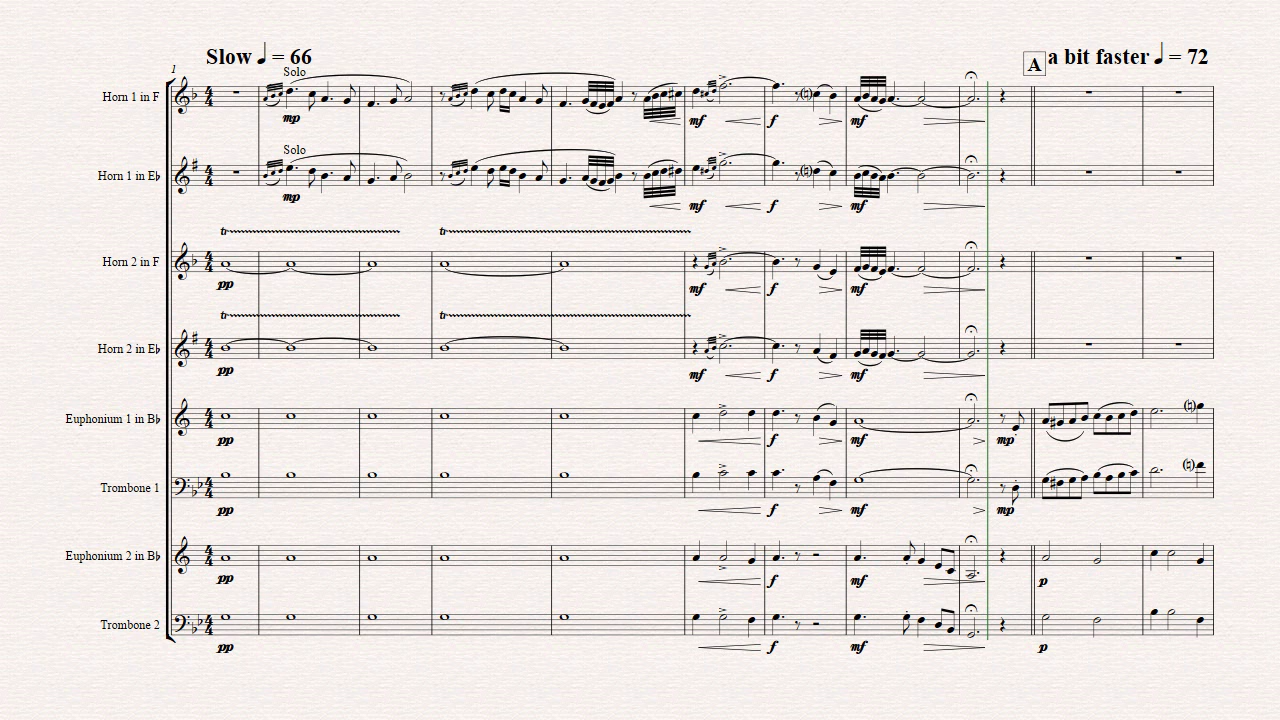 Slow ♩ = 66
A a bit faster ♩ = 72
1
Solo
Horn 1 in F
mp mf f mf
Solo
Horn 1 in E♭
mp mf f mf
tr tr
Horn 2 in F
pp mf f mf
tr tr
Horn 2 in E♭
pp mf f mf
Euphonium 1 in B♭
pp f mf mp
Trombone 1
pp f mf mp
Euphonium 2 in B♭
pp f mf p
Trombone 2
pp f mf p